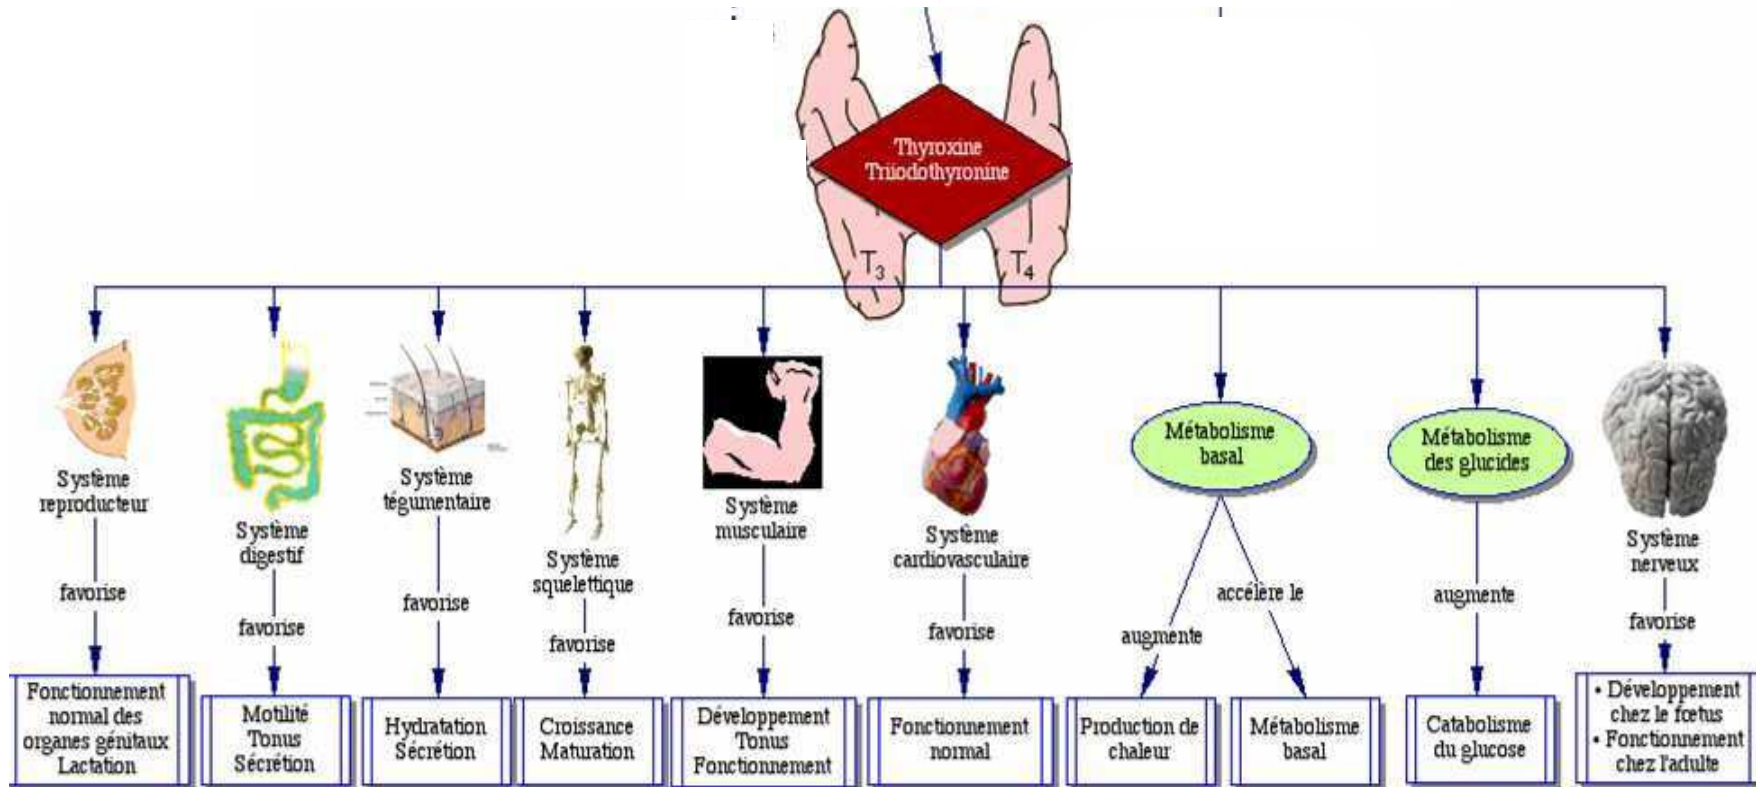 Thyroxine
Triiodothyronine
T3
T4
Système
reproducteur
favorise
Fonctionnement
normal des
organes génitaux
Lactation
Système
digestif
favorise
Motilité
Tonus
Sécrétion
Système
tégumentaire
favorise
Hydratation
Sécrétion
Système
squelettique
favorise
Croissance
Maturation
Système
musculaire
favorise
Développement
Tonus
Fonctionnement
Système
cardiovasculaire
favorise
Fonctionnement
normal
Métabolisme
basal
augmente
Production de
chaleur
accélère le
Métabolisme
basal
Métabolisme
des glucides
augmente
Catabolisme
du glucose
Système
nerveux
favorise
• Développement
chez le fœtus
• Fonctionnement
chez l'adulte